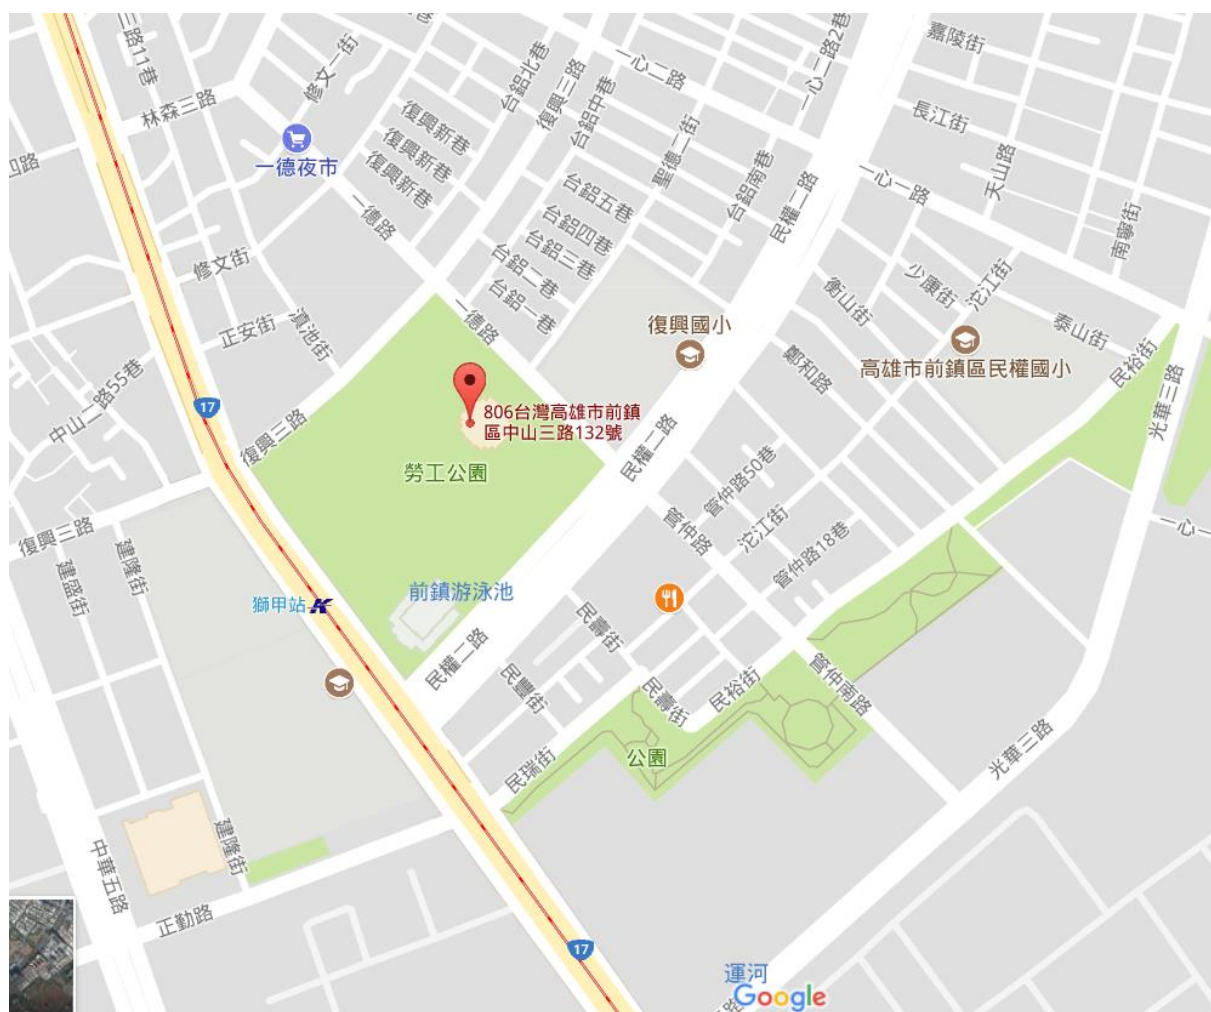 三路11巷
修文一街
台鋁北巷
復興三路
台鋁中巷
一心二路
一心二路2巷
嘉陵街
林森三路
復興新巷
復興新巷
復興新巷
長江街
四路
一德夜市
聖德二街
台鋁南巷
民權二路
一心一路
天山路
一德路
台鋁五巷
台鋁四巷
台鋁三巷
台鋁二巷
台鋁一巷
南寧街
修文街
衡山街
少康街
沱江街
正安街
滇池街
一德路
復興國小
泰山街
高雄市前鎮區民權國小
民裕街
鄭和路
光華三路
中山二路55巷
17
806台灣高雄市前鎮
區中山三路132號
復興三路
勞工公園
民權二路
管仲路50巷
管仲路
沱江街
管仲路18巷
一心一
復興三路
建隆街
建盛街
獅甲站
前鎮游泳池
民壽街
民權二路
民豐街
民壽街
民裕街
管仲南路
民瑞街
公園
光華三路
建隆街
中華五路
正勤路
17
運河
Google
三路